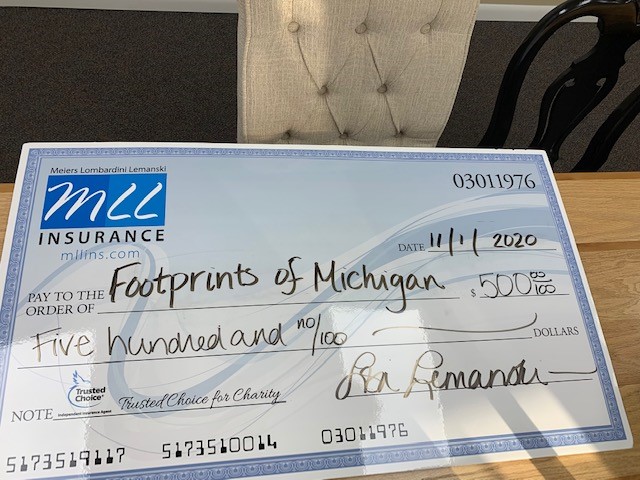 Meiers Lombardini Lemanski
MLL
INSURANCE
mllins.com
03011976
DATE 11/1/2020
PAY TO THE ORDER OF Footprints of Michigan $ 500 00/100
Five hundred and no/100 DOLLARS
Trusted Choice®
Independent Insurance Agent
NOTE Trusted Choice for Charity
Lisa Lemanski
5173519117 5173510014 03011976